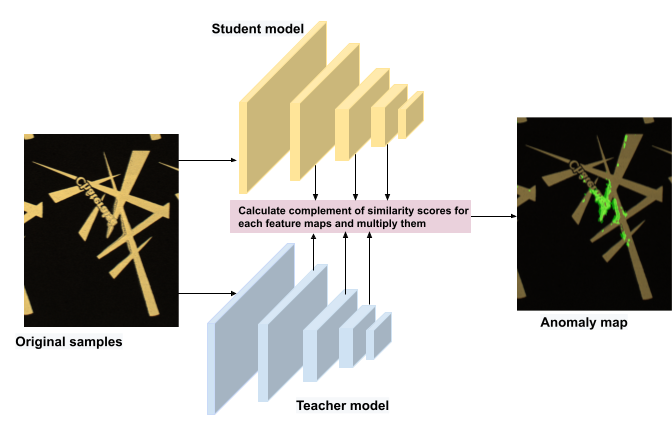 Student model
Calculate complement of similarity scores for
each feature maps and multiply them
Original samples
Anomaly map
Teacher model